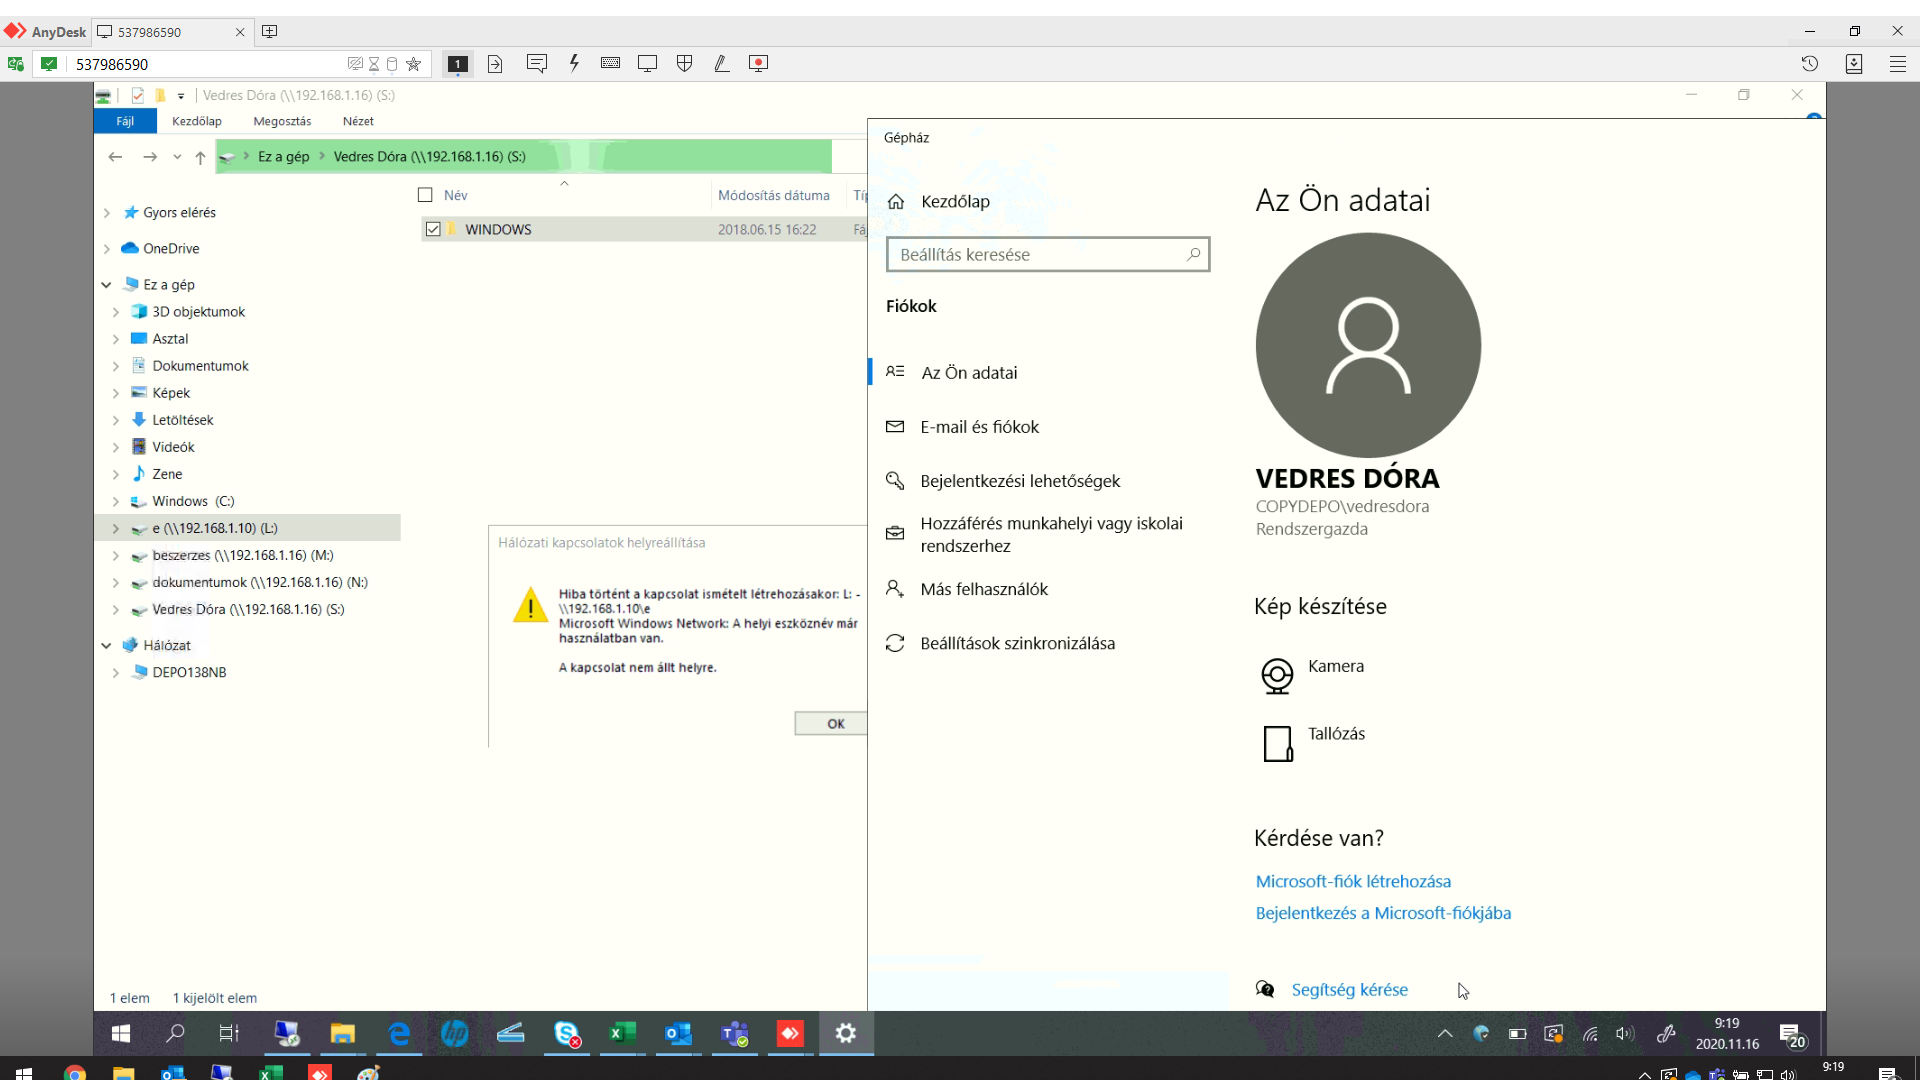 AnyDesk
537986590
537986590
1
Vedres Dóra (\\192.168.1.16) (S:)
Fájl
Kezdőlap
Megosztás
Nézet
Ez a gép
Vedres Dóra (\\192.168.1.16) (S:)
Név
Módosítás dátuma
WINDOWS
2018.06.15 16:22
Gyors elérés
OneDrive
Ez a gép
3D objektumok
Asztal
Dokumentumok
Képek
Letöltések
Videók
Zene
Windows (C:)
e (\\192.168.1.10) (L:)
beszerzes (\\192.168.1.16) (M:)
dokumentumok (\\192.168.1.16) (N:)
Vedres Dóra (\\192.168.1.16) (S:)
Hálózat
DEPO138NB
Hálózati kapcsolatok helyreállítása
Hiba történt a kapcsolat ismételt létrehozásakor: L: -
\\192.168.1.10\e
Microsoft Windows Network: A helyi eszköznév már
használatban van.
A kapcsolat nem állt helyre.
OK
1 elem
1 kijelölt elem
Gépház
Kezdőlap
Beállítás keresése
Fiókok
Az Ön adatai
E-mail és fiókok
Bejelentkezési lehetőségek
Hozzáférés munkahelyi vagy iskolai
rendszerhez
Más felhasználók
Beállítások szinkronizálása
Az Ön adatai
VEDRES DÓRA
COPYDEPO\vedresdora
Rendszergazda
Kép készítése
Kamera
Tallózás
Kérdése van?
Microsoft-fiók létrehozása
Bejelentkezés a Microsoft-fiókjába
Segítség kérése
9:19
2020.11.16
20
9:19